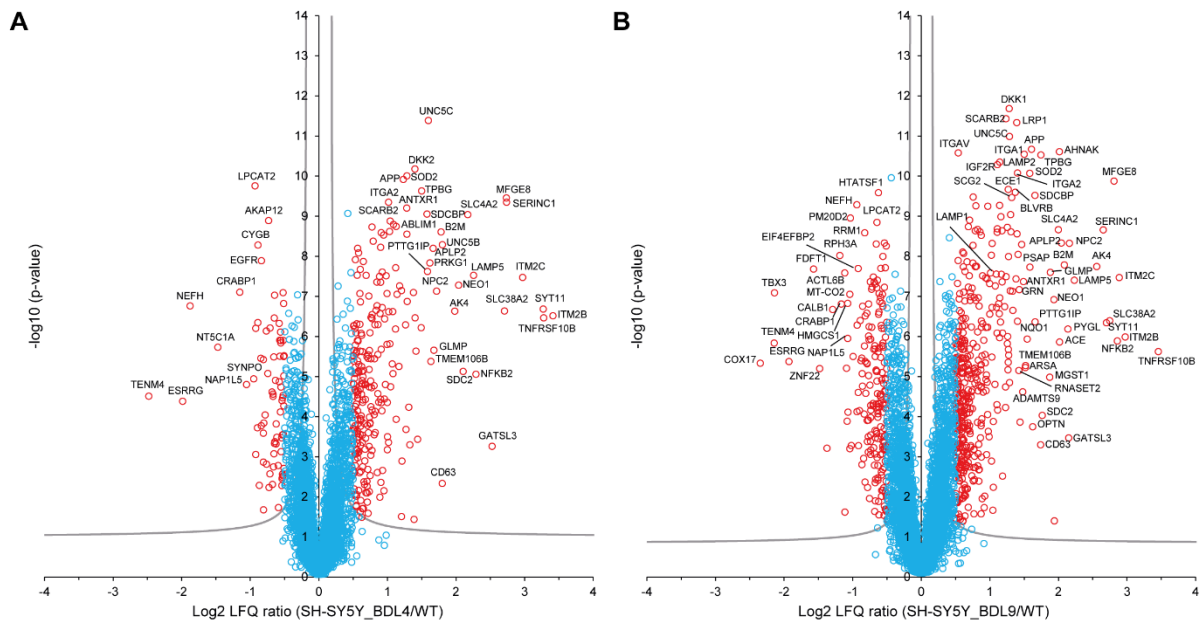 A
B
14
13
12
11
10
9
8
7
6
5
4
3
2
1
0
-log10 (p-value)
UNC5C
DKK2
APP
SOD2
LPCAT2
ITGA2
TPBG
ANTXR1
MFGE8
SERINC1
AKAP12
SCARB2
SDCBP
SLC4A2
ABLIM1
B2M
CYGB
PTTG1IP
UNC5B
EGFR
APLP2
PRKG1
CRABP1
NPC2
LAMP5
ITM2C
NEO1
NEFH
AK4
SLC38A2
SYT11
ITM2B
TNFRSF10B
NT5C1A
GLMP
TMEM106B
SYNPO
NAP1L5
SDC2
NFKB2
TENM4
ESRRG
GATSL3
CD63
-4
-3
-2
-1
0
1
2
3
4
Log2 LFQ ratio (SH-SY5Y_BDL4/WT)
14
13
12
11
10
9
8
7
6
5
4
3
2
1
0
-log10 (p-value)
DKK1
SCARB2
LRP1
UNC5C
ITGAV
ITGA1
APP
AHNAK
IGF2R
LAMP2
TPBG
SCG2
ECE1
SOD2
ITGA2
MFGE8
HTATSF1
SDCBP
NEFH
LPCAT2
BLVRB
PM20D2
LAMP1
SLC4A2
SERINC1
RRM1
EIF4EFBP2
RPH3A
APLP2
NPC2
FDFT1
PSAP
B2M
AK4
ACTL6B
GLMP
ITM2C
TBX3
MT-CO2
ANTXR1
LAMP5
GRN
NEO1
CALB1
CRABP1
PTTG1IP
SLC38A2
TENM4
HMGCS1
NQO1
PYGL
SYT11
ESRRG
NAP1L5
ACE
ITM2B
NFKB2
COX17
ZNF22
TMEM106B
ARSA
TNFRSF10B
MGST1
RNASET2
ADAMTS9
SDC2
OPTN
GATSL3
CD63
-4
-3
-2
-1
0
1
2
3
4
Log2 LFQ ratio (SH-SY5Y_BDL9/WT)